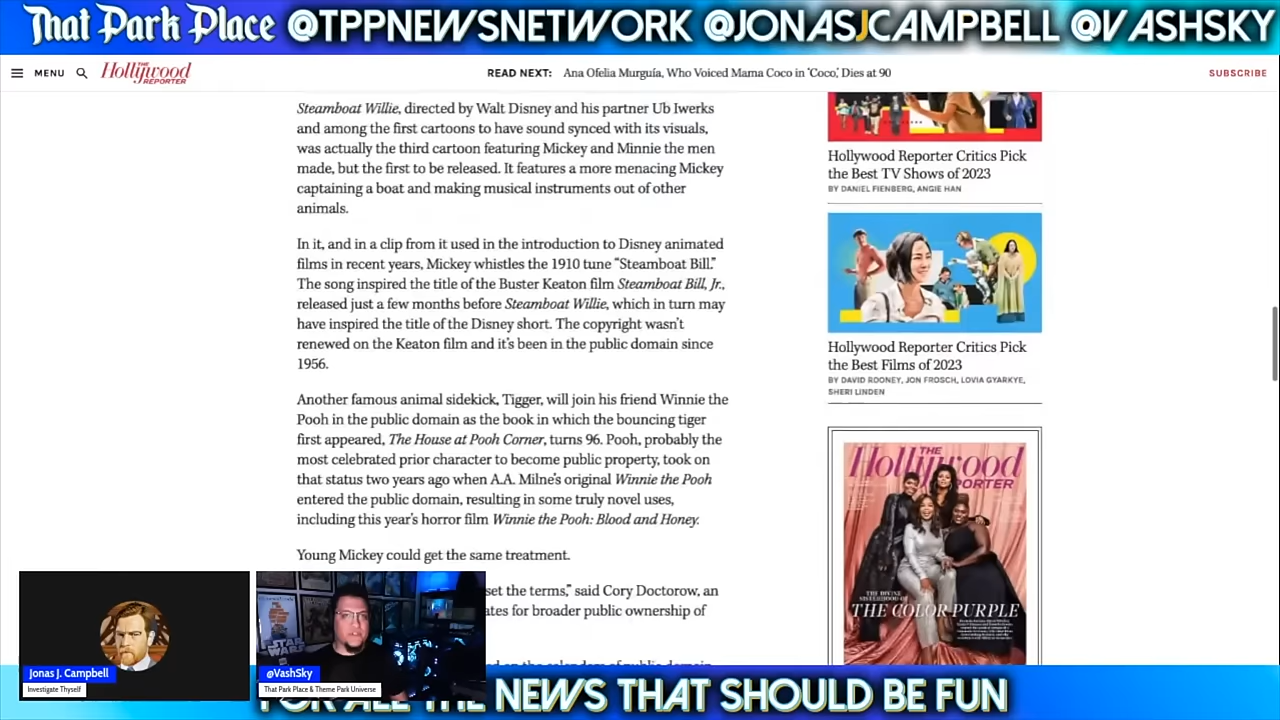 That Park Place @TPPNEWSNETWORK @JONASJCAMPBELL @VASHSKY
MENU
THE
Hollywood
REPORTER
READ NEXT: Ana Ofelia Murguía, Who Voiced Mama Coco in ‘Coco,’ Dies at 90
SUBSCRIBE
Steamboat Willie, directed by Walt Disney and his partner Ub Iwerks
and among the first cartoons to have sound synced with its visuals,
was actually the third cartoon featuring Mickey and Minnie the men
made, but the first to be released. It features a more menacing Mickey
captaining a boat and making musical instruments out of other
animals.
In it, and in a clip from it used in the introduction to Disney animated
films in recent years, Mickey whistles the 1910 tune “Steamboat Bill.”
The song inspired the title of the Buster Keaton film Steamboat Bill, Jr.,
released just a few months before Steamboat Willie, which in turn may
have inspired the title of the Disney short. The copyright wasn’t
renewed on the Keaton film and it’s been in the public domain since
1956.
Another famous animal sidekick, Tigger, will join his friend Winnie the
Pooh in the public domain as the book in which the bouncing tiger
first appeared, The House at Pooh Corner, turns 96. Pooh, probably the
most celebrated prior character to become public property, took on
that status two years ago when A.A. Milne’s original Winnie the Pooh
entered the public domain, resulting in some truly novel uses,
including this year’s horror film Winnie the Pooh: Blood and Honey.
Young Mickey could get the same treatment.
set the terms,” said Cory Doctorow, an
ates for broader public ownership of
Hollywood Reporter Critics Pick
the Best TV Shows of 2023
BY DANIEL FIENBERG, ANGIE HAN
Hollywood Reporter Critics Pick
the Best Films of 2023
BY DAVID ROONEY, JON FROSCH, LOVIA GYARKYE,
SHERI LINDEN
THE
Hollywood
REPORTER
THE DIVINE
SISTERHOOD OF
THE COLOR PURPLE
STAR
WARS
Jonas J. Campbell
Investigate Thyself
@VashSky
That Park Place & Theme Park Universe
FOR ALL THE NEWS THAT SHOULD BE FUN